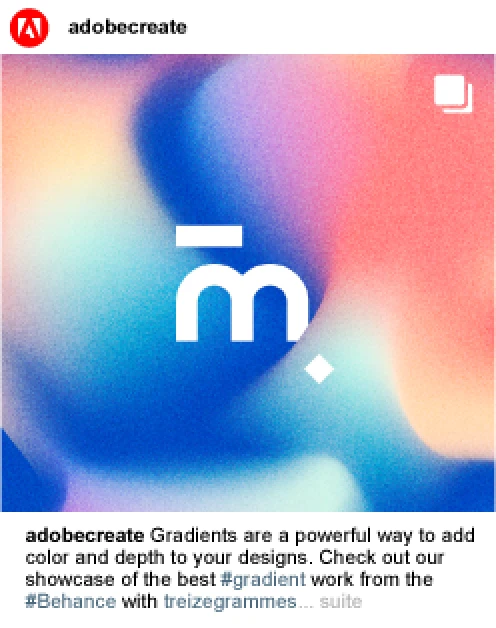 adobecreate
m.
adobecreate Gradients are a powerful way to add
color and depth to your designs. Check out our
showcase of the best #gradient work from the
#Behance with treizegrammes... suite